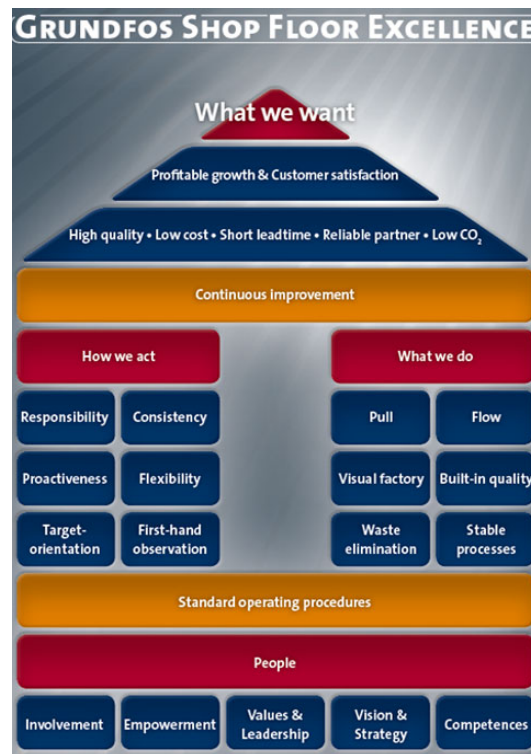 GRUNDFOS SHOP FLOOR EXCELLENCE
What we want
Profitable growth & Customer satisfaction
High quality • Low cost • Short leadtime • Reliable partner • Low CO₂
Continuous improvement
How we act
What we do
Responsibility
Consistency
Pull
Flow
Proactiveness
Flexibility
Visual factory
Built-in quality
Target-
orientation
First-hand
observation
Waste
elimination
Stable
processes
Standard operating procedures
People
Involvement
Empowerment
Values &
Leadership
Vision &
Strategy
Competences